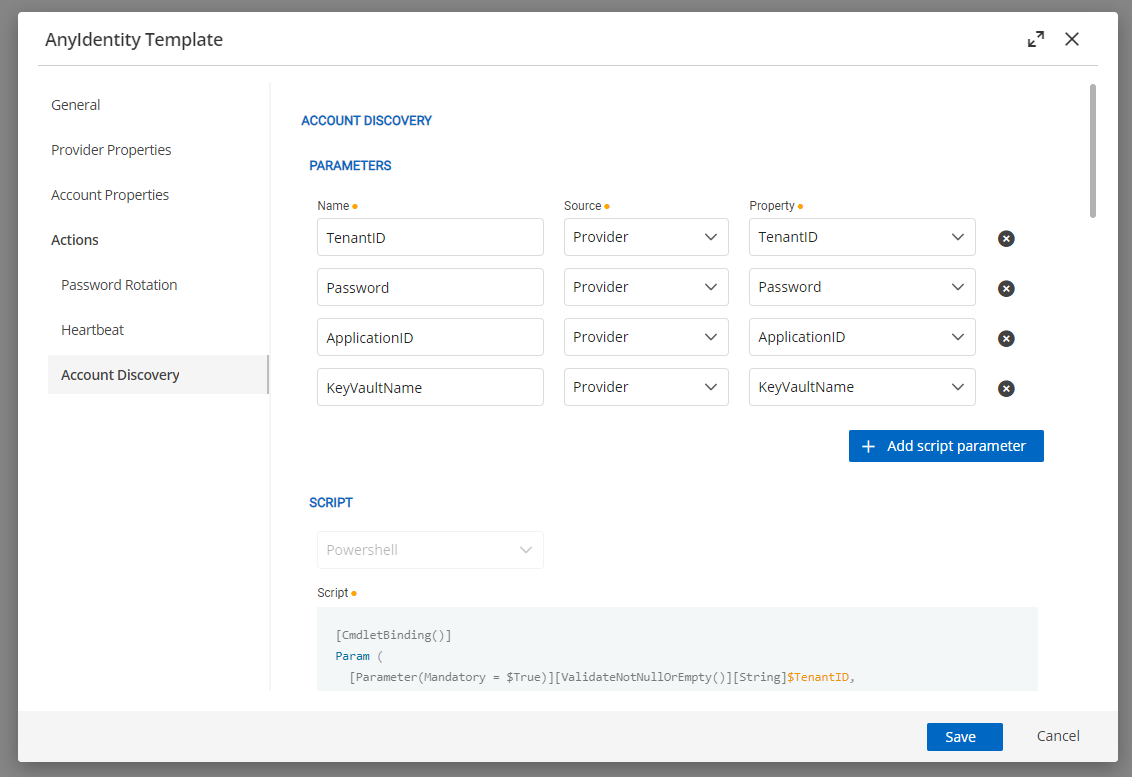 AnyIdentity Template
General
Provider Properties
Account Properties
Actions
Password Rotation
Heartbeat
Account Discovery
ACCOUNT DISCOVERY
PARAMETERS
Name Source Property
TenantID Provider TenantID
Password Provider Password
ApplicationID Provider ApplicationID
KeyVaultName Provider KeyVaultName
+ Add script parameter
SCRIPT
Powershell
Script
[CmdletBinding()]
Param (
[Parameter(Mandatory = $True)][ValidateNotNullOrEmpty()][String]$TenantID,
Save Cancel